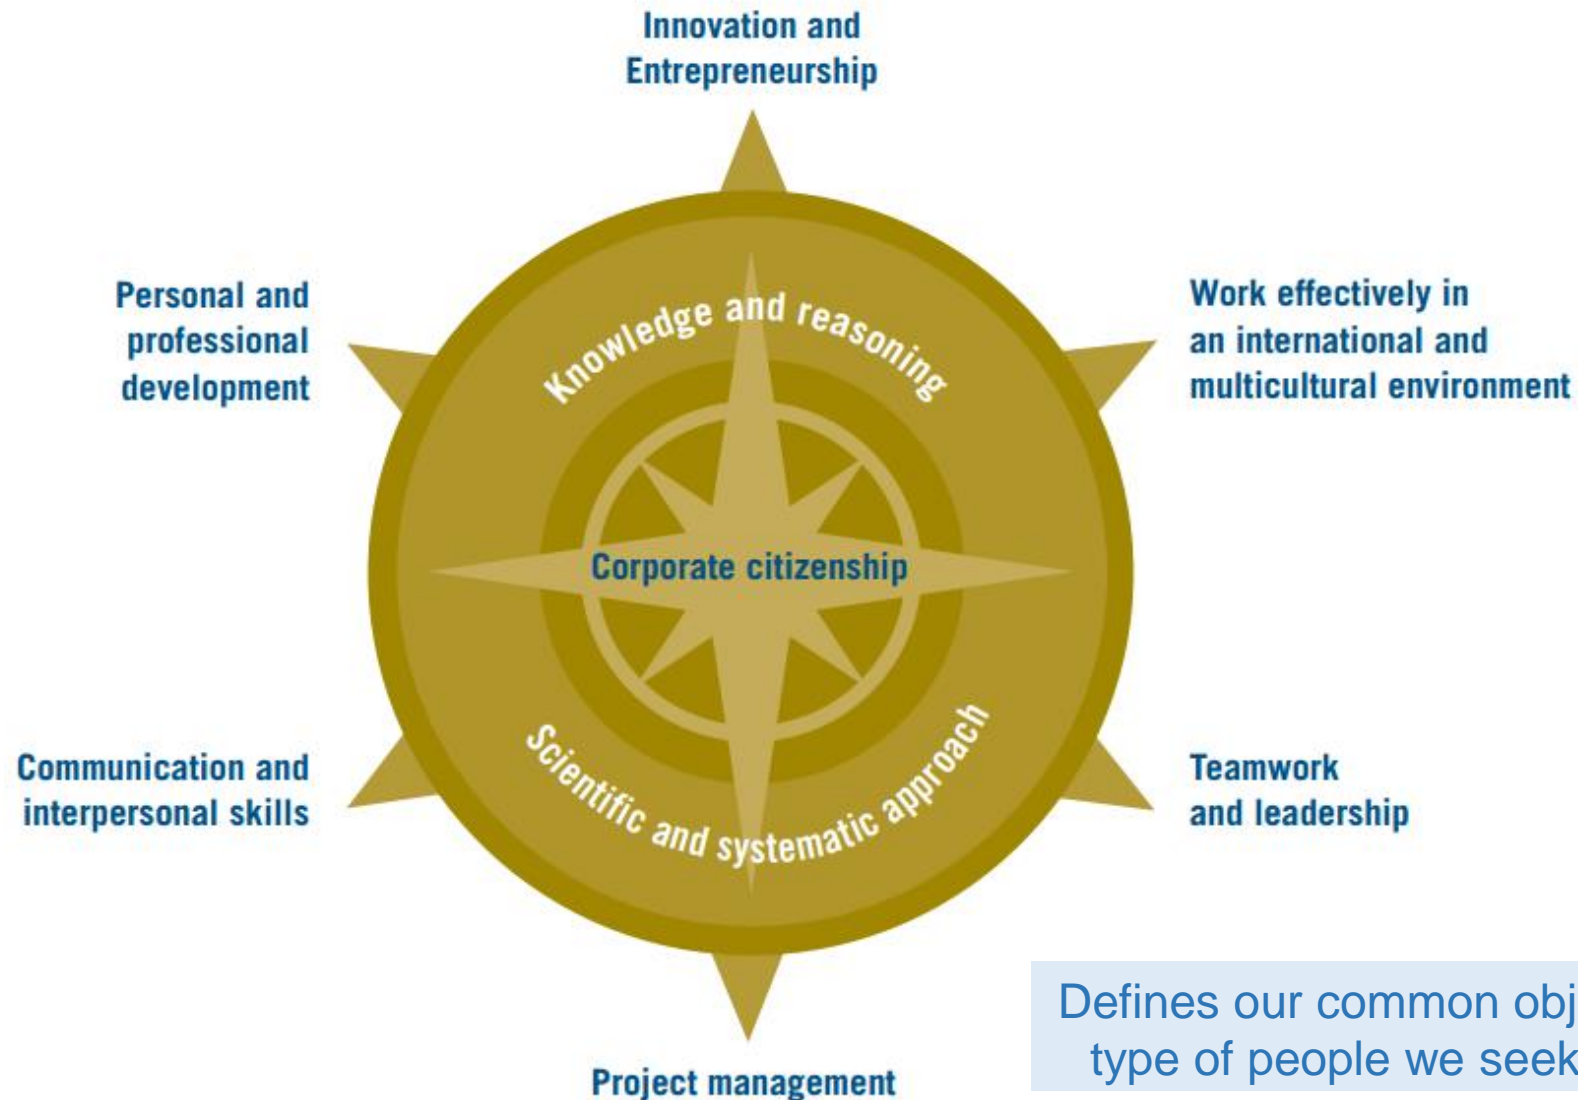 Innovation and
Entrepreneurship
Personal and
professional
development
Work effectively in
an international and
multicultural environment
Knowledge and reasoning
Corporate citizenship
Scientific and systematic approach
Communication and
interpersonal skills
Teamwork
and leadership
Project management
Defines our common
type of people we seek